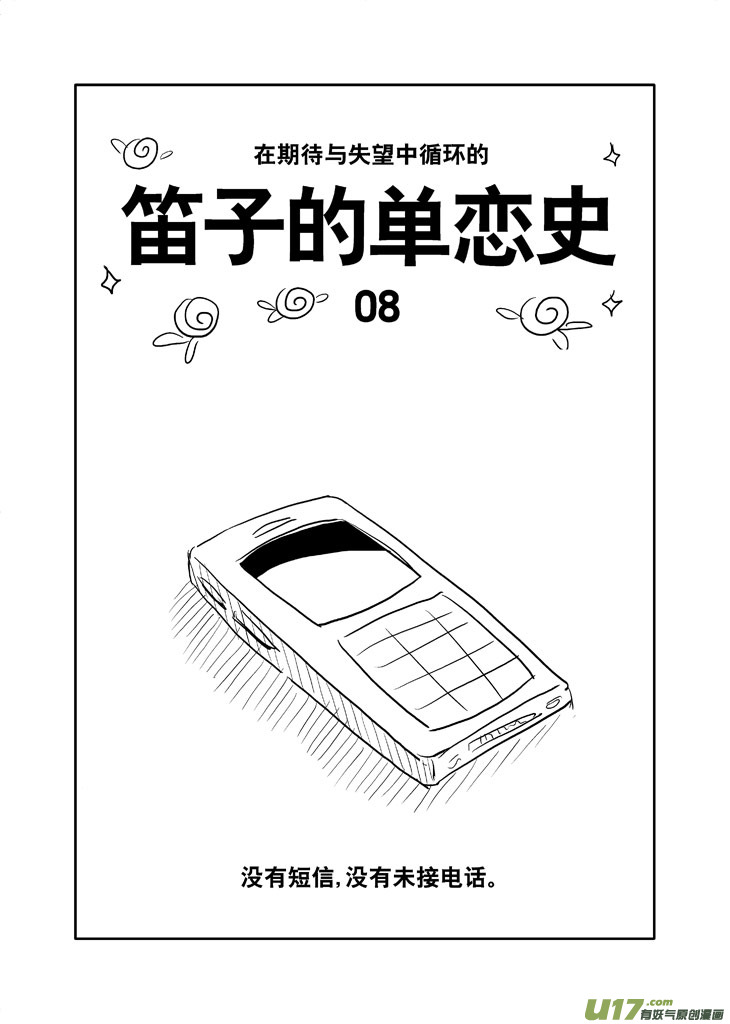 在期待与失望中循环的
笛子的单恋史
08
没有短信,没有未接电话。
U17.com
有妖气原创漫画